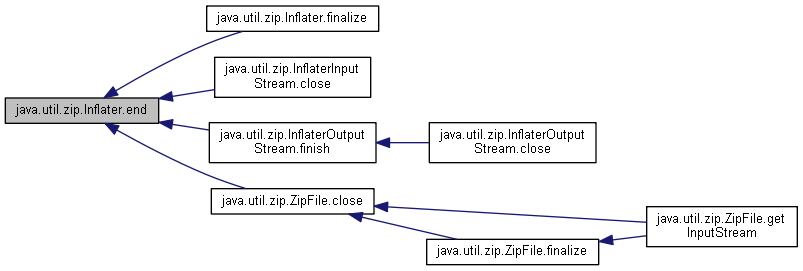 java.util.zip.Inflater.finalize
java.util.zip.InflaterInput
Stream.close
java.util.zip.Inflater.end
java.util.zip.InflaterOutput
Stream.finish
java.util.zip.InflaterOutput
Stream.close
java.util.zip.ZipFile.close
java.util.zip.ZipFile.get
InputStream
java.util.zip.ZipFile.finalize